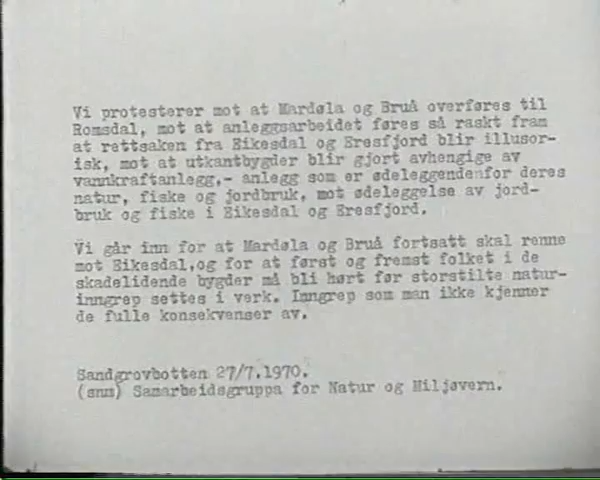 Vi protesterer mot at Mardøla og Bruå overføres til
Romsdal, mot at anleggsarbeidet føres så raskt fram
at rettsaken fra Eikesdal og Eresfjord blir illusor-
isk, mot at utkantbygder blir gjort avhengige av
vannkraftanlegg,- anlegg som er ødeleggendenfor deres
natur, fiske og jordbruk, mot ødeleggelse av jord-
bruk og fiske i Eikesdal og Eresfjord.
Vi går inn for at Mardøla og Bruå fortsatt skal renne
mot Eikesdal,og for at først og fremst folket i de
skadelidende bygder må bli hørt før storstilte natur-
inngrep settes i verk. Inngrep som man ikke kjenner
de fulle konsekvenser av.
Sandgrovbotten 27/7.1970.
(snm) Samarbeidsgruppa for Natur og Miljøvern.